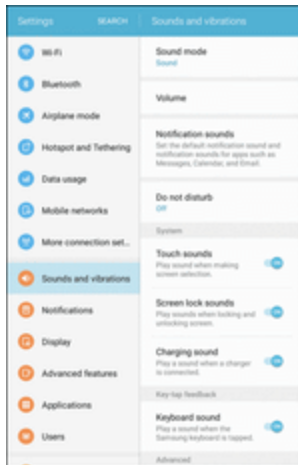 Settings
SEARCH
Wi-Fi
Bluetooth
Airplane mode
Hotspot and Tethering
Data usage
Mobile networks
More connection set..
Sounds and vibrations
Notifications
Display
Advanced features
Applications
Users
Sounds and vibrations
Sound mode
Sound
Volume
Notification sounds
Set the default notification sound and
notification sounds for apps such as
Messages, Calendar, and Email.
Do not disturb
Off
System
Touch sounds
Play sound when making
screen selection.
ON
Screen lock sounds
Play sounds when locking and
unlocking screen.
ON
Charging sound
Play a sound when a charger
is connected.
ON
Key-tap feedback
Keyboard sound
Play a sound when the
Samsung keyboard is tapped.
ON
Advanced